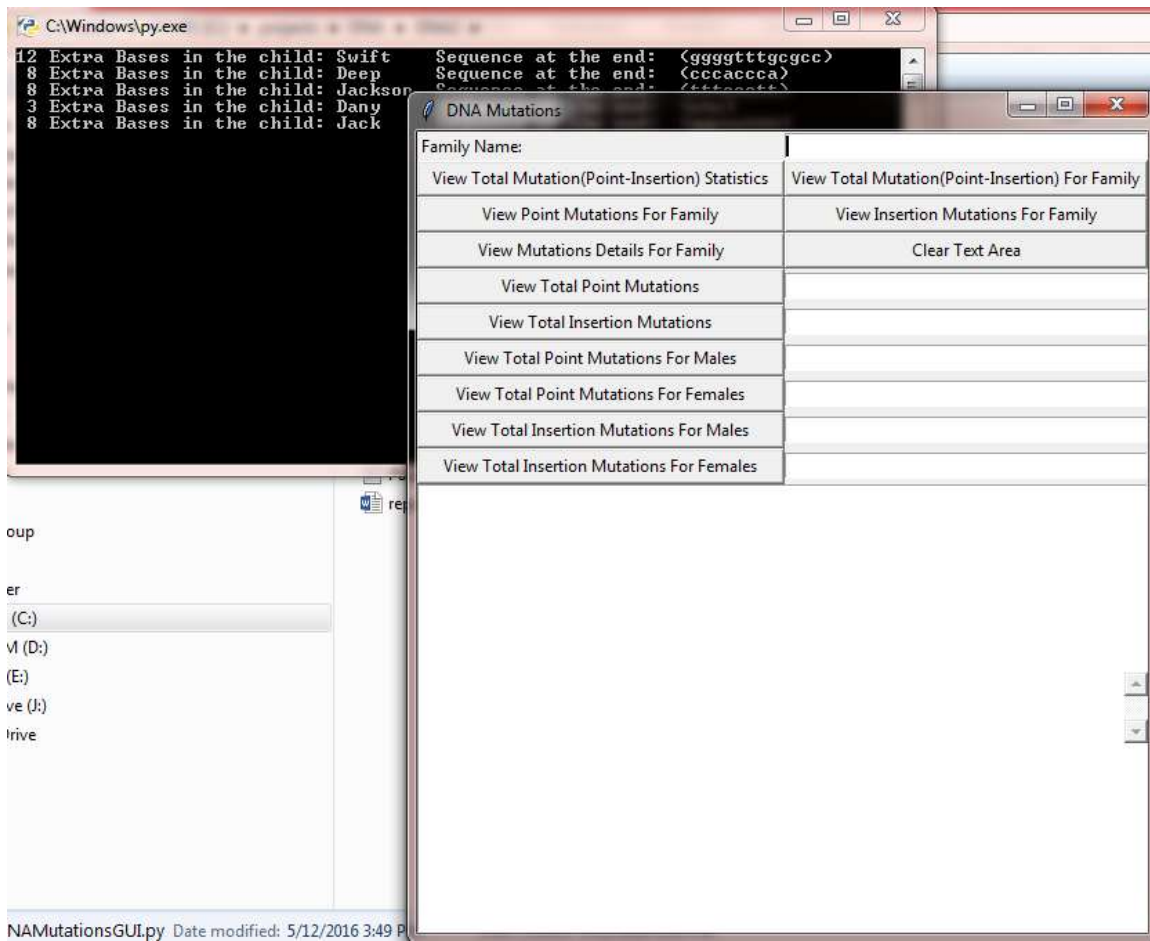 C:\Windows\py.exe
12 Extra Bases in the child: Swift Sequence at the end: (ggggtttgcgcc)
8 Extra Bases in the child: Deep Sequence at the end: (cccaccca)
8 Extra Bases in the child: Jackson Sequence at the end:
3 Extra Bases in the child: Dany
8 Extra Bases in the child: Jack
DNA Mutations
Family Name:
View Total Mutation(Point-Insertion) Statistics View Total Mutation(Point-Insertion) For Family
View Point Mutations For Family View Insertion Mutations For Family
View Mutations Details For Family Clear Text Area
View Total Point Mutations
View Total Insertion Mutations
View Total Point Mutations For Males
View Total Point Mutations For Females
View Total Insertion Mutations For Males
View Total Insertion Mutations For Females
rep
oup
er
(C:)
M (D:)
(E:)
ve (J:)
Drive
NAMutationsGUI.py Date modified: 5/12/2016 3:49 P